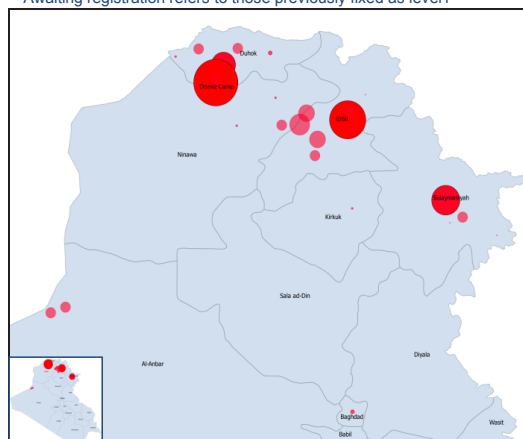 Awaiting registration refers to those previously fixed as level1
Duhok
Domiz Camp
Erbil
Ninawa
Sulaymaniyah
Kirkuk
Sala ad-Din
Al-Anbar
Diyala
Baghdad
Wasit
Babil